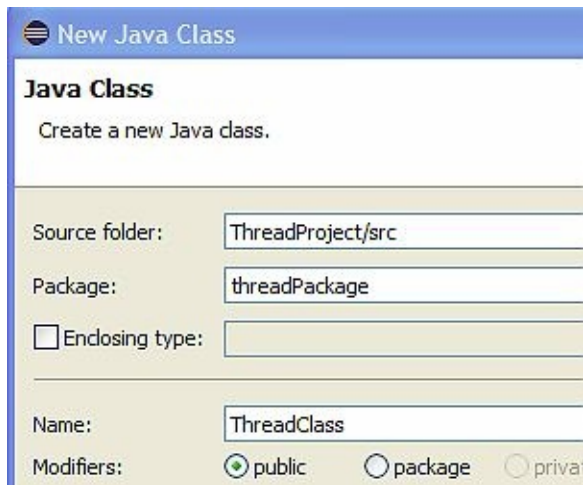 New Java Class
Java Class
Create a new Java class.
Source folder: ThreadProject/src
Package: threadPackage
Enclosing type:
Name: ThreadClass
Modifiers: public package privat